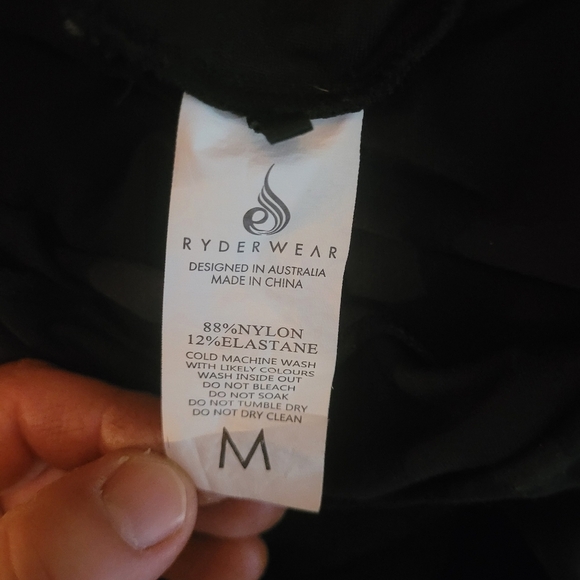 RYDERWEAR
DESIGNED IN AUSTRALIA
MADE IN CHINA
88%NYLON
12%ELASTANE
COLD MACHINE WASH
WITH LIKELY COLOURS
WASH INSIDE OUT
DO NOT BLEACH
DO NOT SOAK
DO NOT TUMBLE DRY
DO NOT DRY CLEAN
M